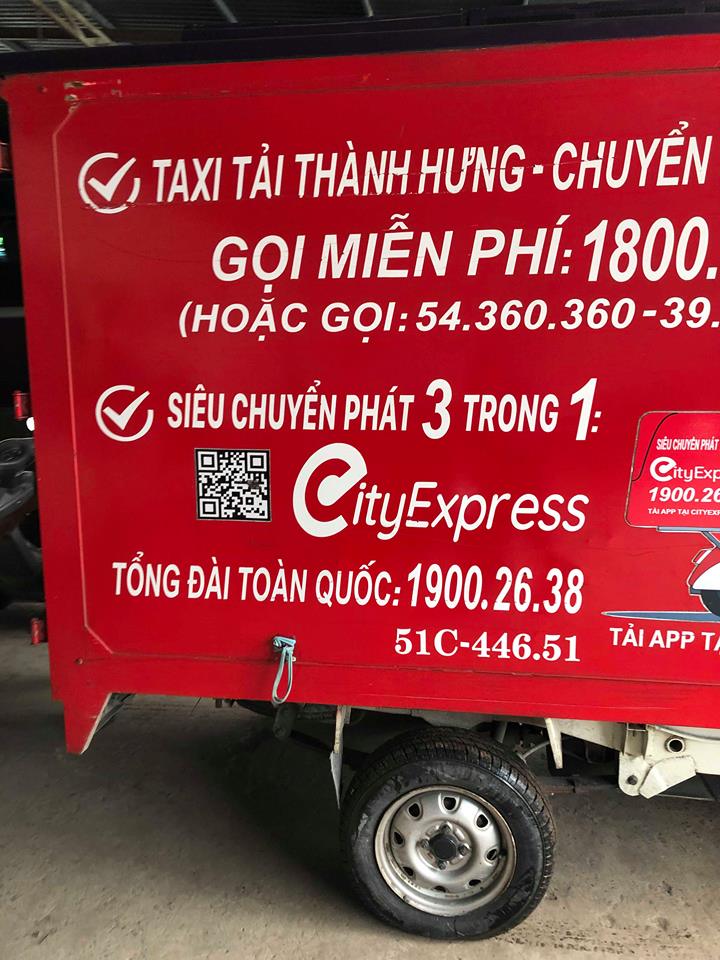 TAXI TẢI THÀNH HƯNG - CHUYỂN
GỌI MIỄN PHÍ: 1800.
(HOẶC GỌI: 54.360.360 - 39.
SIÊU CHUYỂN PHÁT 3 TRONG 1:
CityExpress
TỔNG ĐÀI TOÀN QUỐC: 1900.26.38
51C-446.51
SIÊU CHUYỂN PHÁT
CityExp
1900.26
TẢI APP TẠI CITYEXP
TẢI APP TẠ